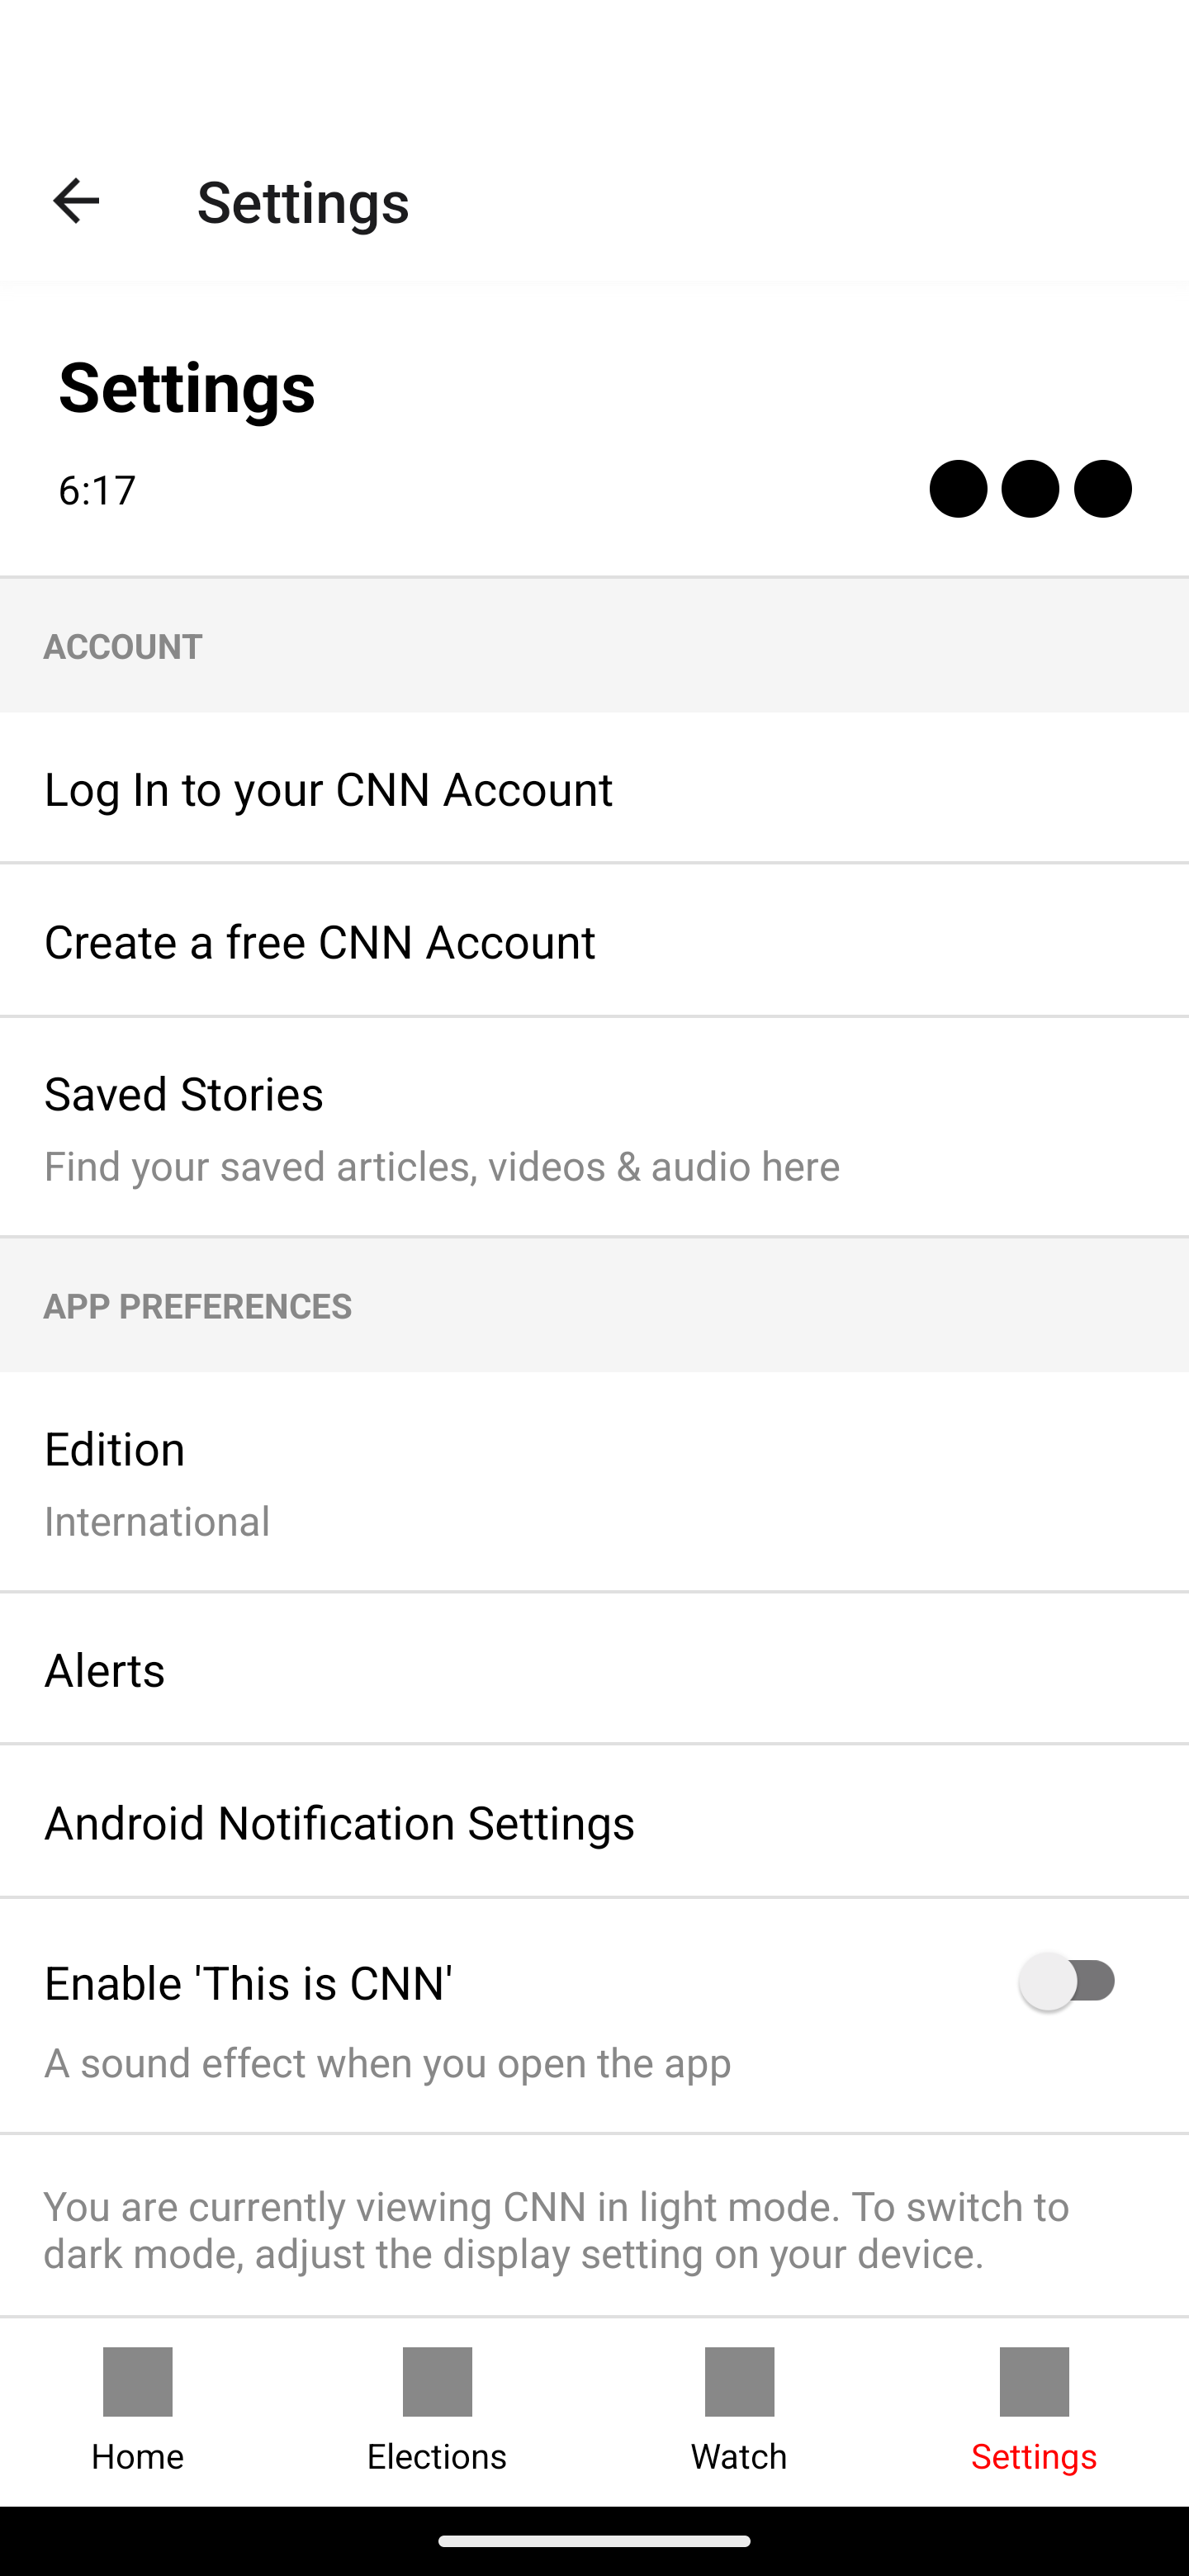 Settings
Settings
6:17
ACCOUNT
Log In to your CNN Account
Create a free CNN Account
Saved Stories
Find your saved articles, videos & audio here
APP PREFERENCES
Edition
International
Alerts
Android Notification Settings
Enable 'This is CNN'
A sound effect when you open the app
You are currently viewing CNN in light mode. To switch to
dark mode, adjust the display setting on your device.
Home
Elections
Watch
Settings